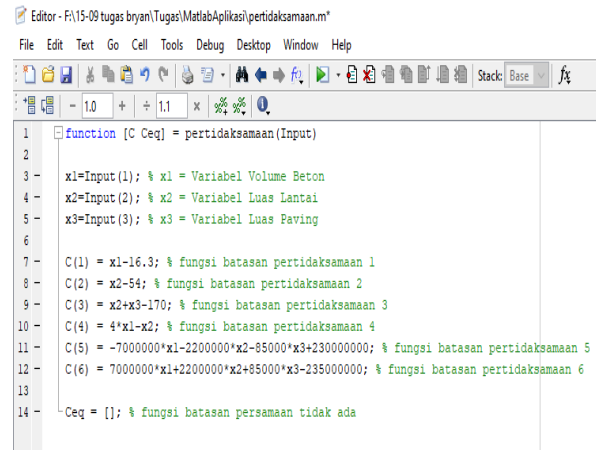 Editor - F:\15-09 tugas bryan\Tugas\MatlabAplikasi\pertidaksamaan.m*
File Edit Text Go Cell Tools Debug Desktop Window Help
Stack: Base fx
- 1.0 + ÷ 1.1 ×
1 function [C Ceq] = pertidaksamaan(Input)
2
3 - x1=Input(1); % x1 = Variabel Volume Beton
4 - x2=Input(2); % x2 = Variabel Luas Lantai
5 - x3=Input(3); % x3 = Variabel Luas Paving
6
7 - C(1) = x1-16.3; % fungsi batasan pertidaksamaan 1
8 - C(2) = x2-54; % fungsi batasan pertidaksamaan 2
9 - C(3) = x2+x3-170; % fungsi batasan pertidaksamaan 3
10 - C(4) = 4*x1-x2; % fungsi batasan pertidaksamaan 4
11 - C(5) = -7000000*x1-2200000*x2-85000*x3+230000000; % fungsi batasan pertidaksamaan 5
12 - C(6) = 7000000*x1+2200000*x2+85000*x3-235000000; % fungsi batasan pertidaksamaan 6
13
14 - Ceq = []; % fungsi batasan persamaan tidak ada